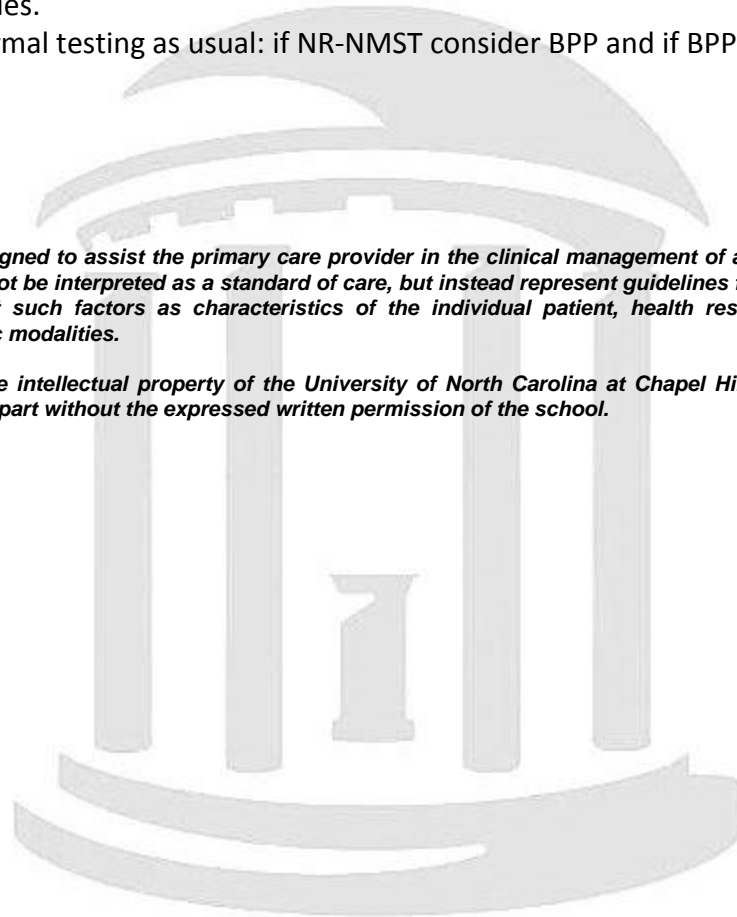 rmal testing as usual: if NR-NMST consider BPP and if BPP
igned to assist the primary care provider in the clinical management of a
ot be interpreted as a standard of care, but instead represent guidelines
such factors as characteristics of the individual patient, health res
modalities.
e intellectual property of the University of North Carolina at Chapel Hi
part without the expressed written permission of the school.